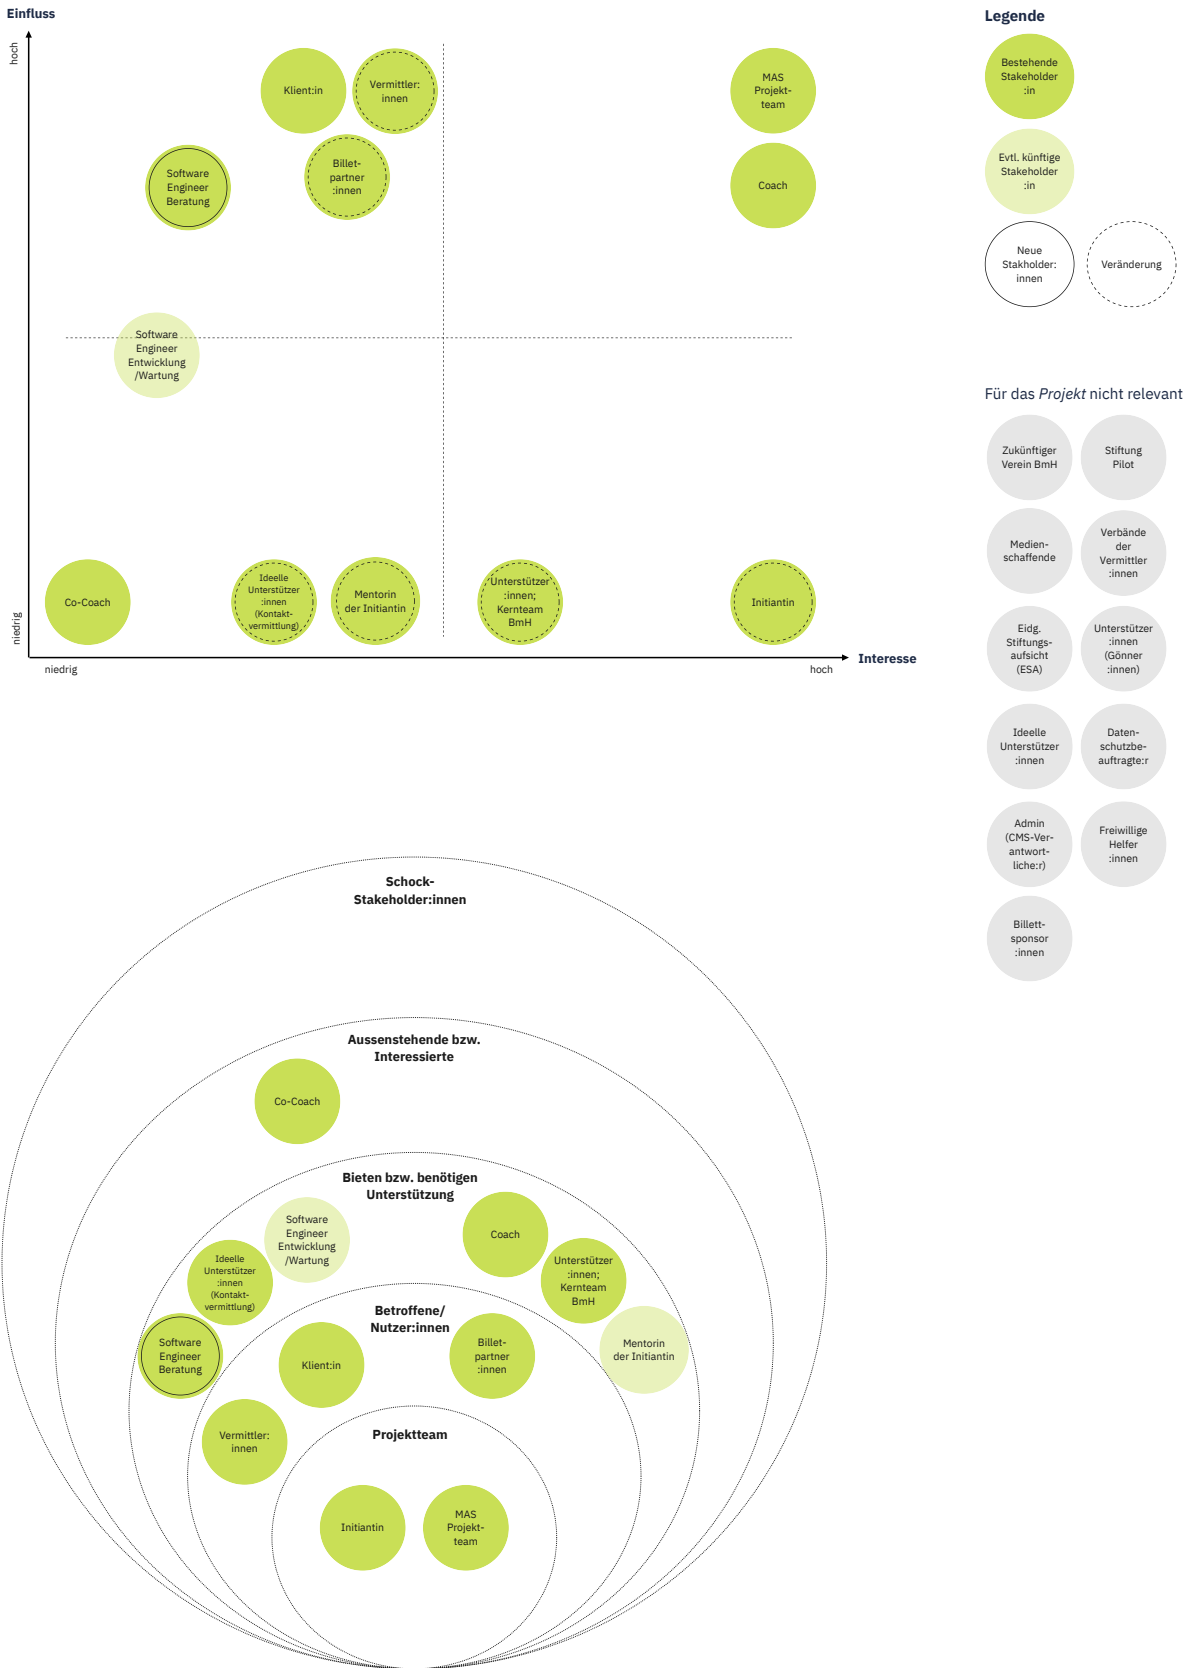 Einfluss
hoch
niedrig
Klient:in
Vermittler:
innen
MAS
Projekt-
team
Software
Engineer
Beratung
Billet-
partner
:innen
Coach
Software
Engineer
Entwicklung
/Wartung
Co-Coach
Ideelle
Unterstützer
:innen
(Kontakt-
vermittlung)
Mentorin
der Initiantin
Unterstützer
:innen;
Kernteam
BmH
Initiantin
niedrig
hoch
Interesse
Legende
Bestehende
Stakeholder
:in
Evtl. künftige
Stakeholder
:in
Neue
Stakholder:
innen
Veränderung
Für das Projekt nicht relevant
Zukünftiger
Verein BmH
Stiftung
Pilot
Medien-
schaffende
Verbände
der
Vermittler
:innen
Eidg.
Stiftungs-
aufsicht
(ESA)
Unterstützer
:innen
(Gönner
:innen)
Ideelle
Unterstützer
:innen
Daten-
schutzbe-
auftragte:r
Admin
(CMS-Ver-
antwort-
liche:r)
Freiwillige
Helfer
:innen
Billett-
sponsor
:innen
Schock-
Stakeholder:innen
Aussenstehende bzw.
Interessierte
Co-Coach
Bieten bzw. benötigen
Unterstützung
Software
Engineer
Entwicklung
/Wartung
Coach
Ideelle
Unterstützer
:innen
(Kontakt-
vermittlung)
Unterstützer
:innen;
Kernteam
BmH
Software
Engineer
Beratung
Mentorin
der Initiantin
Betroffene/
Nutzer:innen
Klient:in
Billet-
partner
:innen
Vermittler:
innen
Projektteam
Initiantin
MAS
Projekt-
team